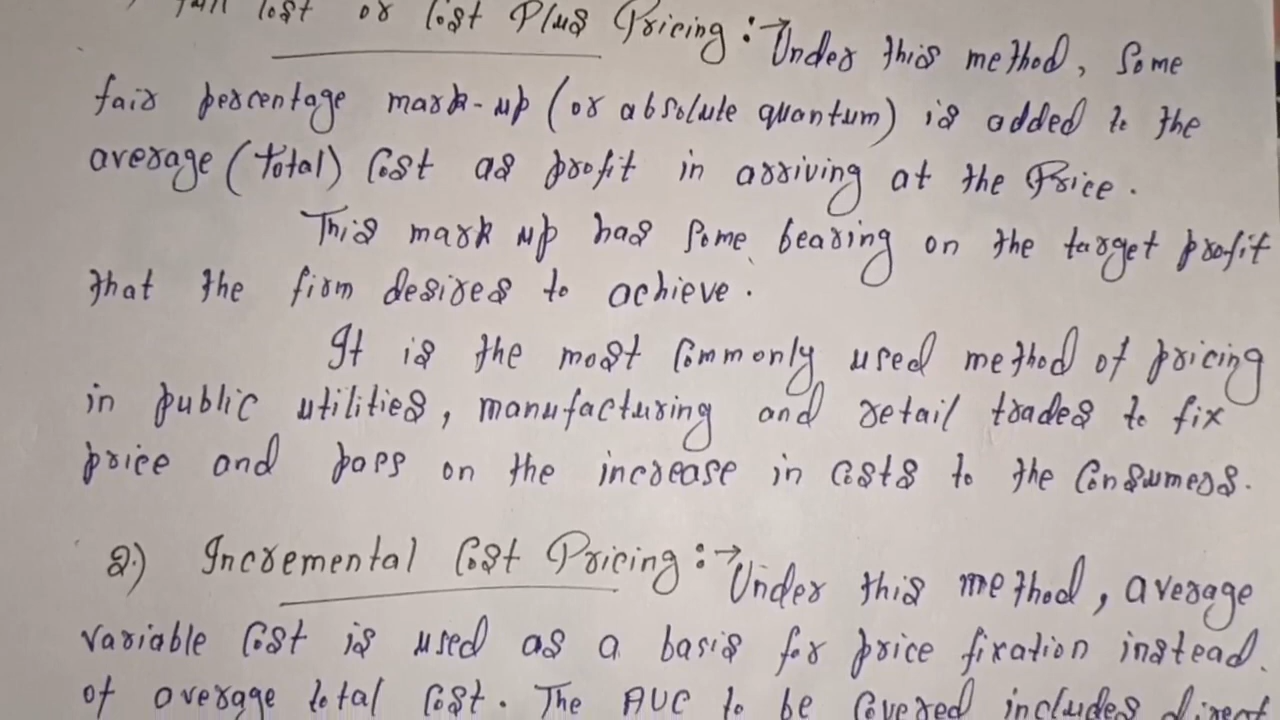 Full Cost or Cost Plus Pricing :→ Under this method, Some
fair percentage mark-up (or absolute quantum) is added to the
average (total) Cost as profit in arriving at the Price.
This mark up has Some bearing on the target profit
that the firm desires to achieve.
It is the most Commonly used method of pricing
in public utilities, manufacturing and retail trades to fix
price and pass on the increase in Costs to the Consumers.
2) Incremental Cost Pricing :→ Under this method, average
variable Cost is used as a basis for price fixation instead.
of average total Cost. The AVC to be Covered includes direct